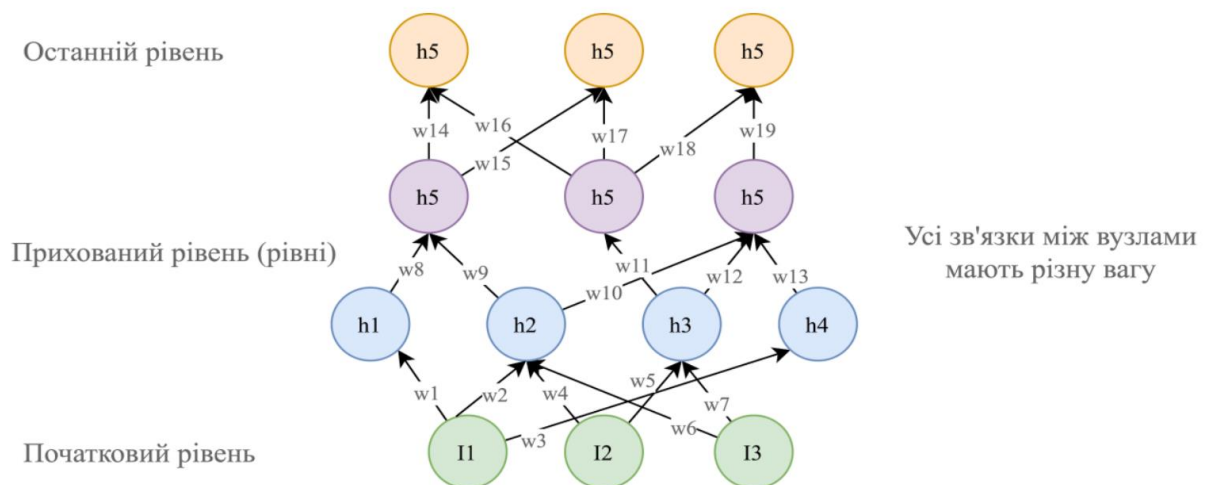 Останній рівень
h5 h5 h5
w14 w16 w15 w17 w18 w19
h5 h5 h5
Прихований рівень (рівні)
Усі зв'язки між вузлами
мають різну вагу
w8 w9 w10 w11 w12 w13
h1 h2 h3 h4
w1 w2 w3 w4 w5 w6 w7
Початковий рівень
I1 I2 I3